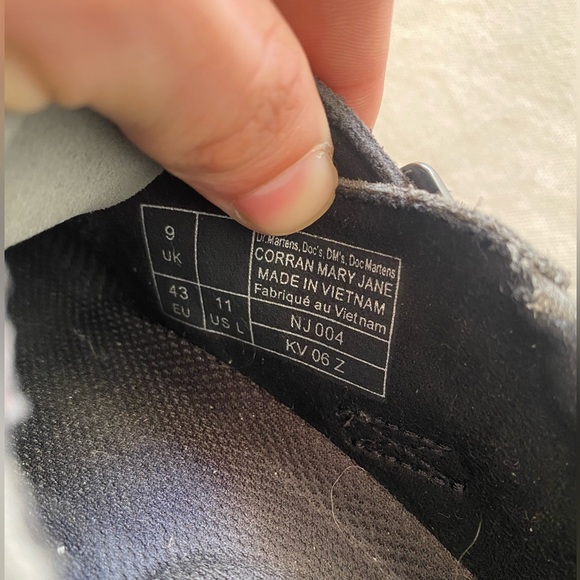 9
UK
43
EU
11
US L
Dr. Martens, Doc's, DM's, Doc Martens
CORRAN MARY JANE
MADE IN VIETNAM
Fabriqué au Vietnam
NJ 004
KV 06 Z